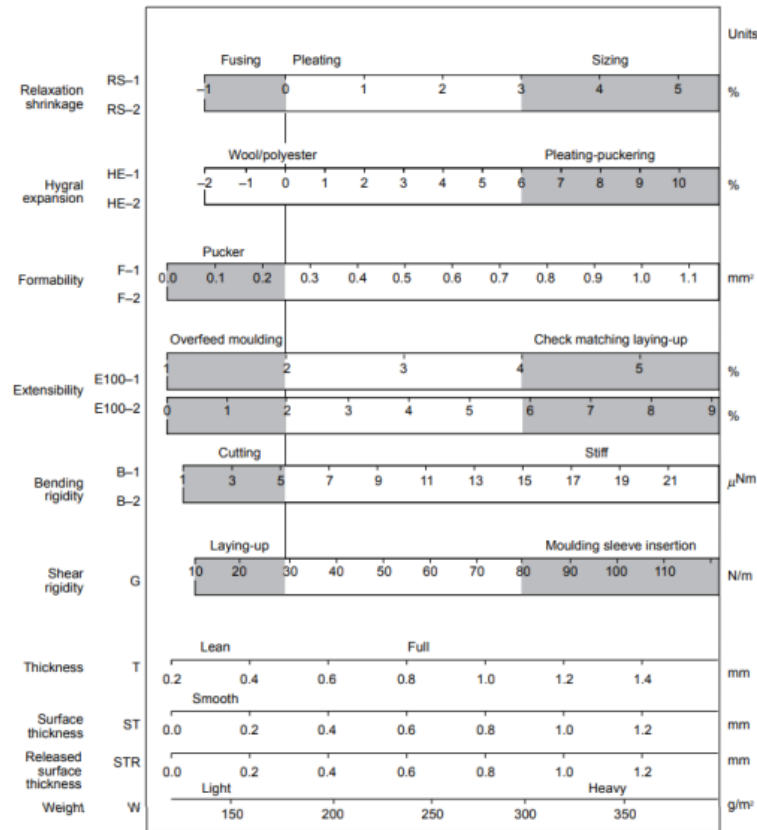 Units
Fusing Pleating Sizing
Relaxation shrinkage RS–1 RS–2 –1 0 1 2 3 4 5 %
Wool/polyester Pleating-puckering
Hygral expansion HE–1 HE–2 –2 –1 0 1 2 3 4 5 6 7 8 9 10 %
Pucker
Formability F–1 F–2 0.0 0.1 0.2 0.3 0.4 0.5 0.6 0.7 0.8 0.9 1.0 1.1 mm²
Overfeed moulding Check matching laying-up
Extensibility E100–1 1 2 3 4 5 %
E100–2 0 1 2 3 4 5 6 7 8 9 %
Cutting Stiff
Bending rigidity B–1 B–2 1 3 5 7 9 11 13 15 17 19 21 μNm
Laying-up Moulding sleeve insertion
Shear rigidity G 10 20 30 40 50 60 70 80 90 100 110 N/m
Lean Full
Thickness T 0.2 0.4 0.6 0.8 1.0 1.2 1.4 mm
Smooth
Surface thickness ST 0.0 0.2 0.4 0.6 0.8 1.0 1.2 mm
Released surface thickness STR 0.0 0.2 0.4 0.6 0.8 1.0 1.2 mm
Light Heavy
Weight W 150 200 250 300 350 g/m²